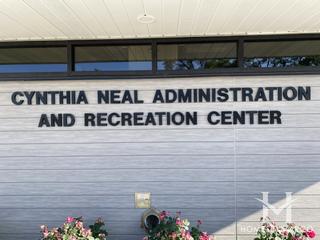 CYNTHIA NEAL ADMINISTRATION
AND RECREATION CENTER